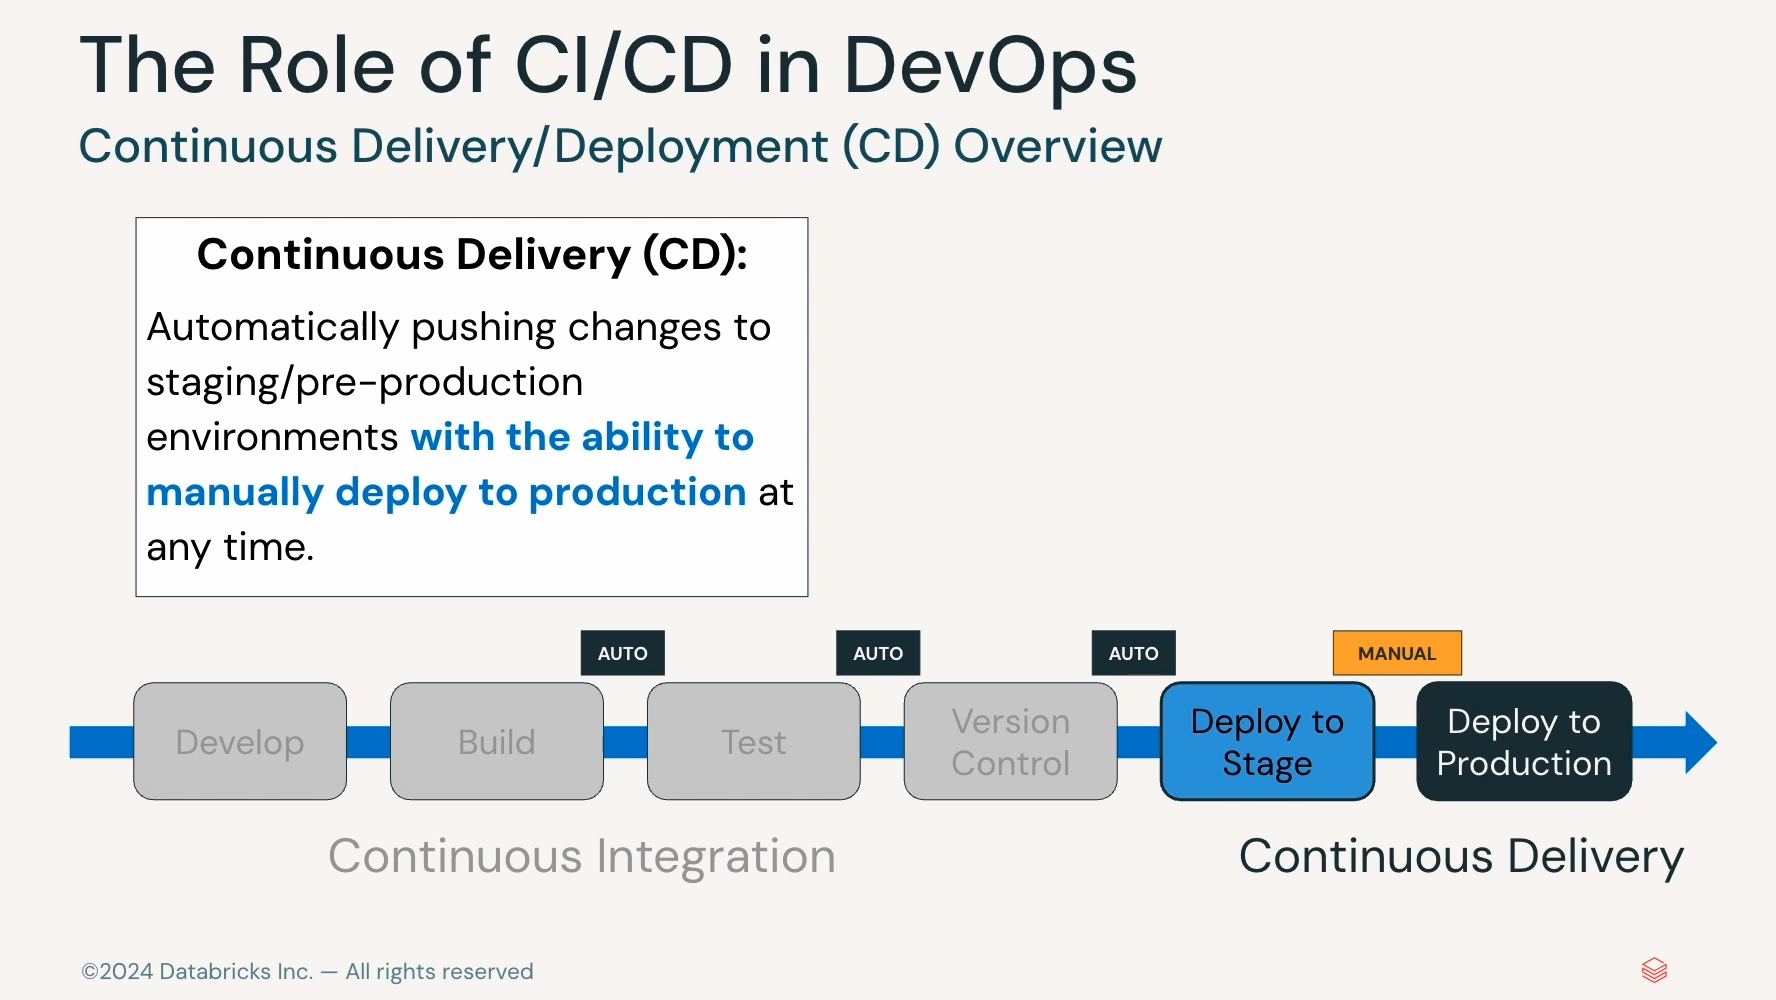 The Role of CI/CD in DevOps
Continuous Delivery/Deployment (CD) Overview
Continuous Delivery (CD):
Automatically pushing changes to
staging/pre-production
environments with the ability to
manually deploy to production at
any time.
AUTO
AUTO
AUTO
MANUAL
Develop
Build
Test
Version
Control
Deploy to
Stage
Deploy to
Production
Continuous Integration
Continuous Delivery
©2024 Databricks Inc. — All rights reserved